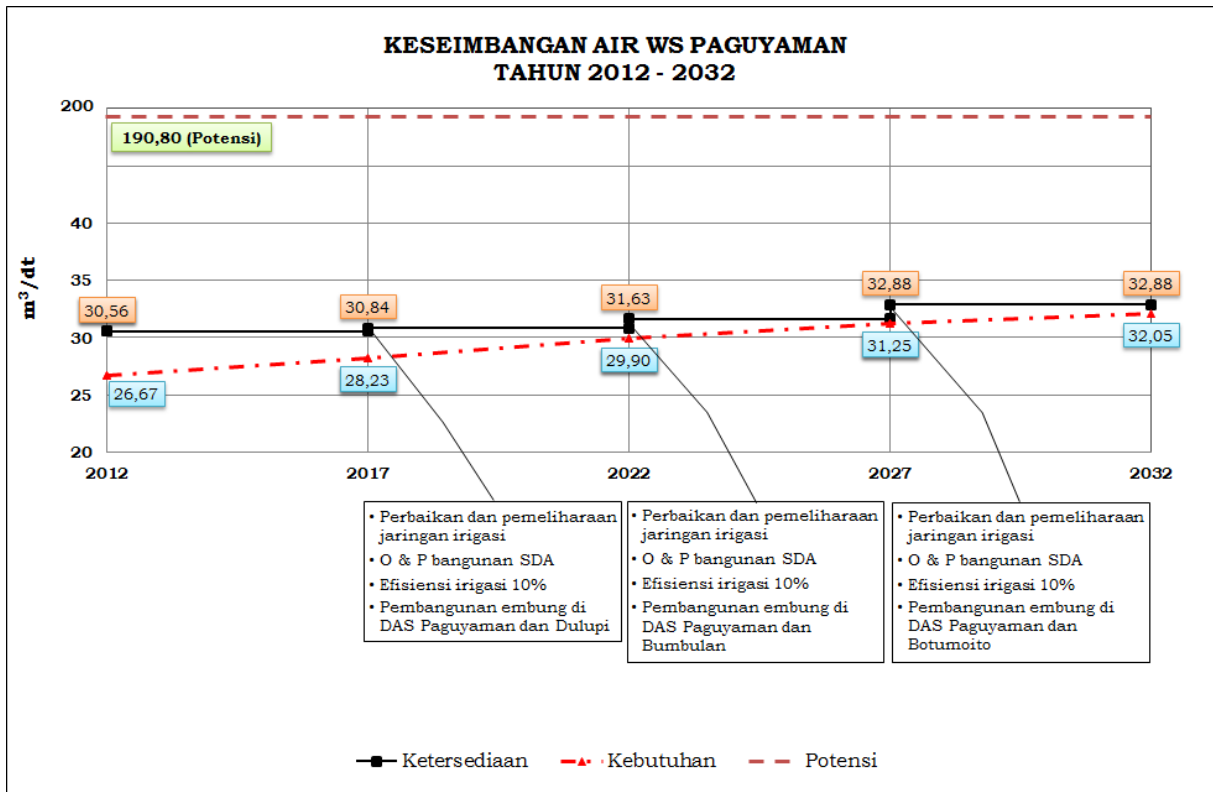 KESEIMBANGAN AIR WS PAGUYAMAN
TAHUN 2012 - 2032
200
190,80 (Potensi)
40
35
30
25
20
m³/dt
30,56
30,84
31,63
32,88
32,88
26,67
28,23
29,90
31,25
32,05
2012
2017
2022
2027
2032
• Perbaikan dan pemeliharaan
jaringan irigasi
• O & P bangunan SDA
• Efisiensi irigasi 10%
• Pembangunan embung di
DAS Paguyaman dan Dulupi
• Perbaikan dan pemeliharaan
jaringan irigasi
• O & P bangunan SDA
• Efisiensi irigasi 10%
• Pembangunan embung di
DAS Paguyaman dan
Bumbulan
• Perbaikan dan pemeliharaan
jaringan irigasi
• O & P bangunan SDA
• Efisiensi irigasi 10%
• Pembangunan embung di
DAS Paguyaman dan
Botumoito
Ketersediaan
Kebutuhan
Potensi